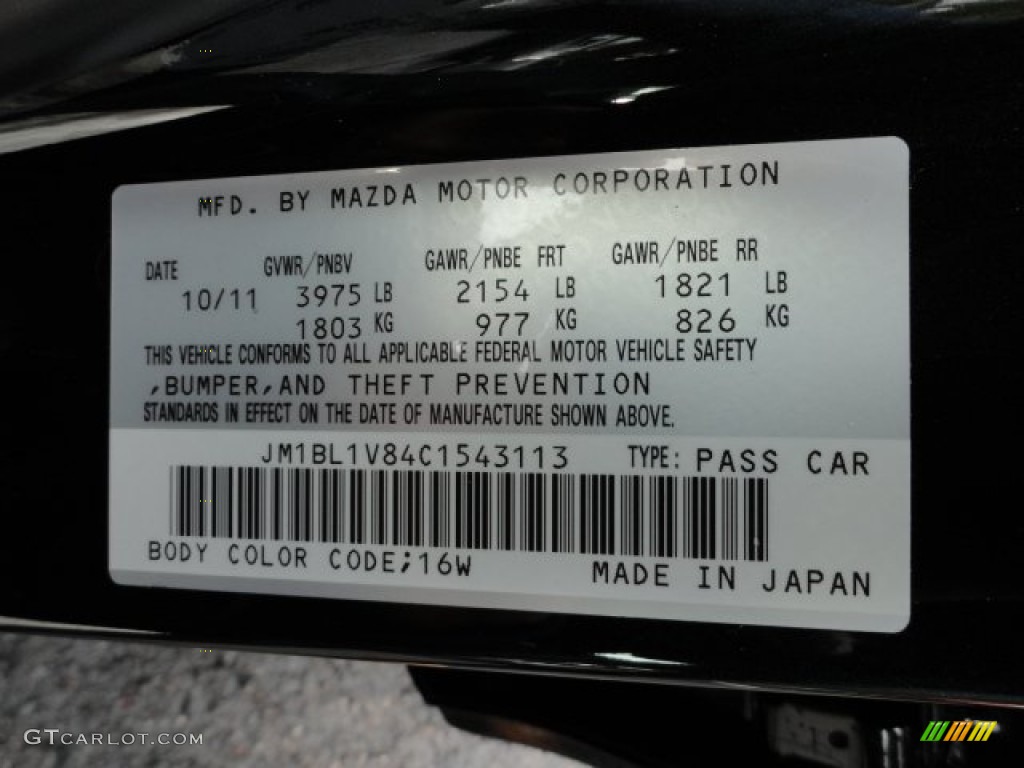 MFD. BY MAZDA MOTOR CORPORATION
DATE GVWR/PNBV GAWR/PNBE FRT GAWR/PNBE RR
10/11 3975 LB 2154 LB 1821 LB
1803 KG 977 KG 826 KG
THIS VEHICLE CONFORMS TO ALL APPLICABLE FEDERAL MOTOR VEHICLE SAFETY
,BUMPER,AND THEFT PREVENTION
STANDARDS IN EFFECT ON THE DATE OF MANUFACTURE SHOWN ABOVE.
JM1BL1V84C1543113 TYPE: PASS CAR
BODY COLOR CODE;16W MADE IN JAPAN
GTCARLOT.COM